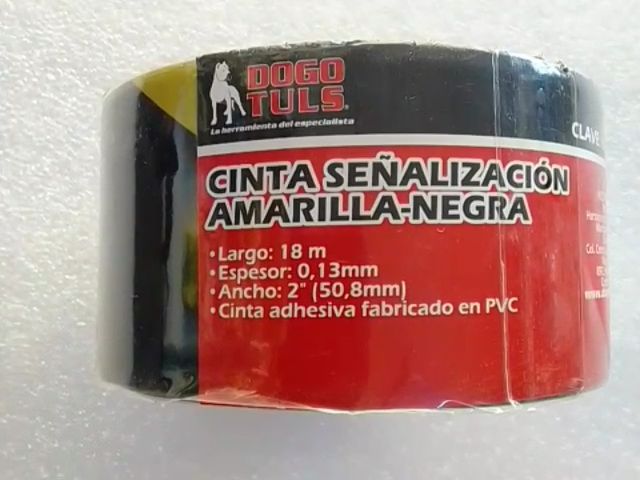 DOGO
TULS
La herramienta del especialista
CLAVE
CINTA SEÑALIZACIÓN
AMARILLA-NEGRA
•Largo: 18 m
•Espesor: 0,13mm
•Ancho: 2" (50,8mm)
•Cinta adhesiva fabricado en PVC